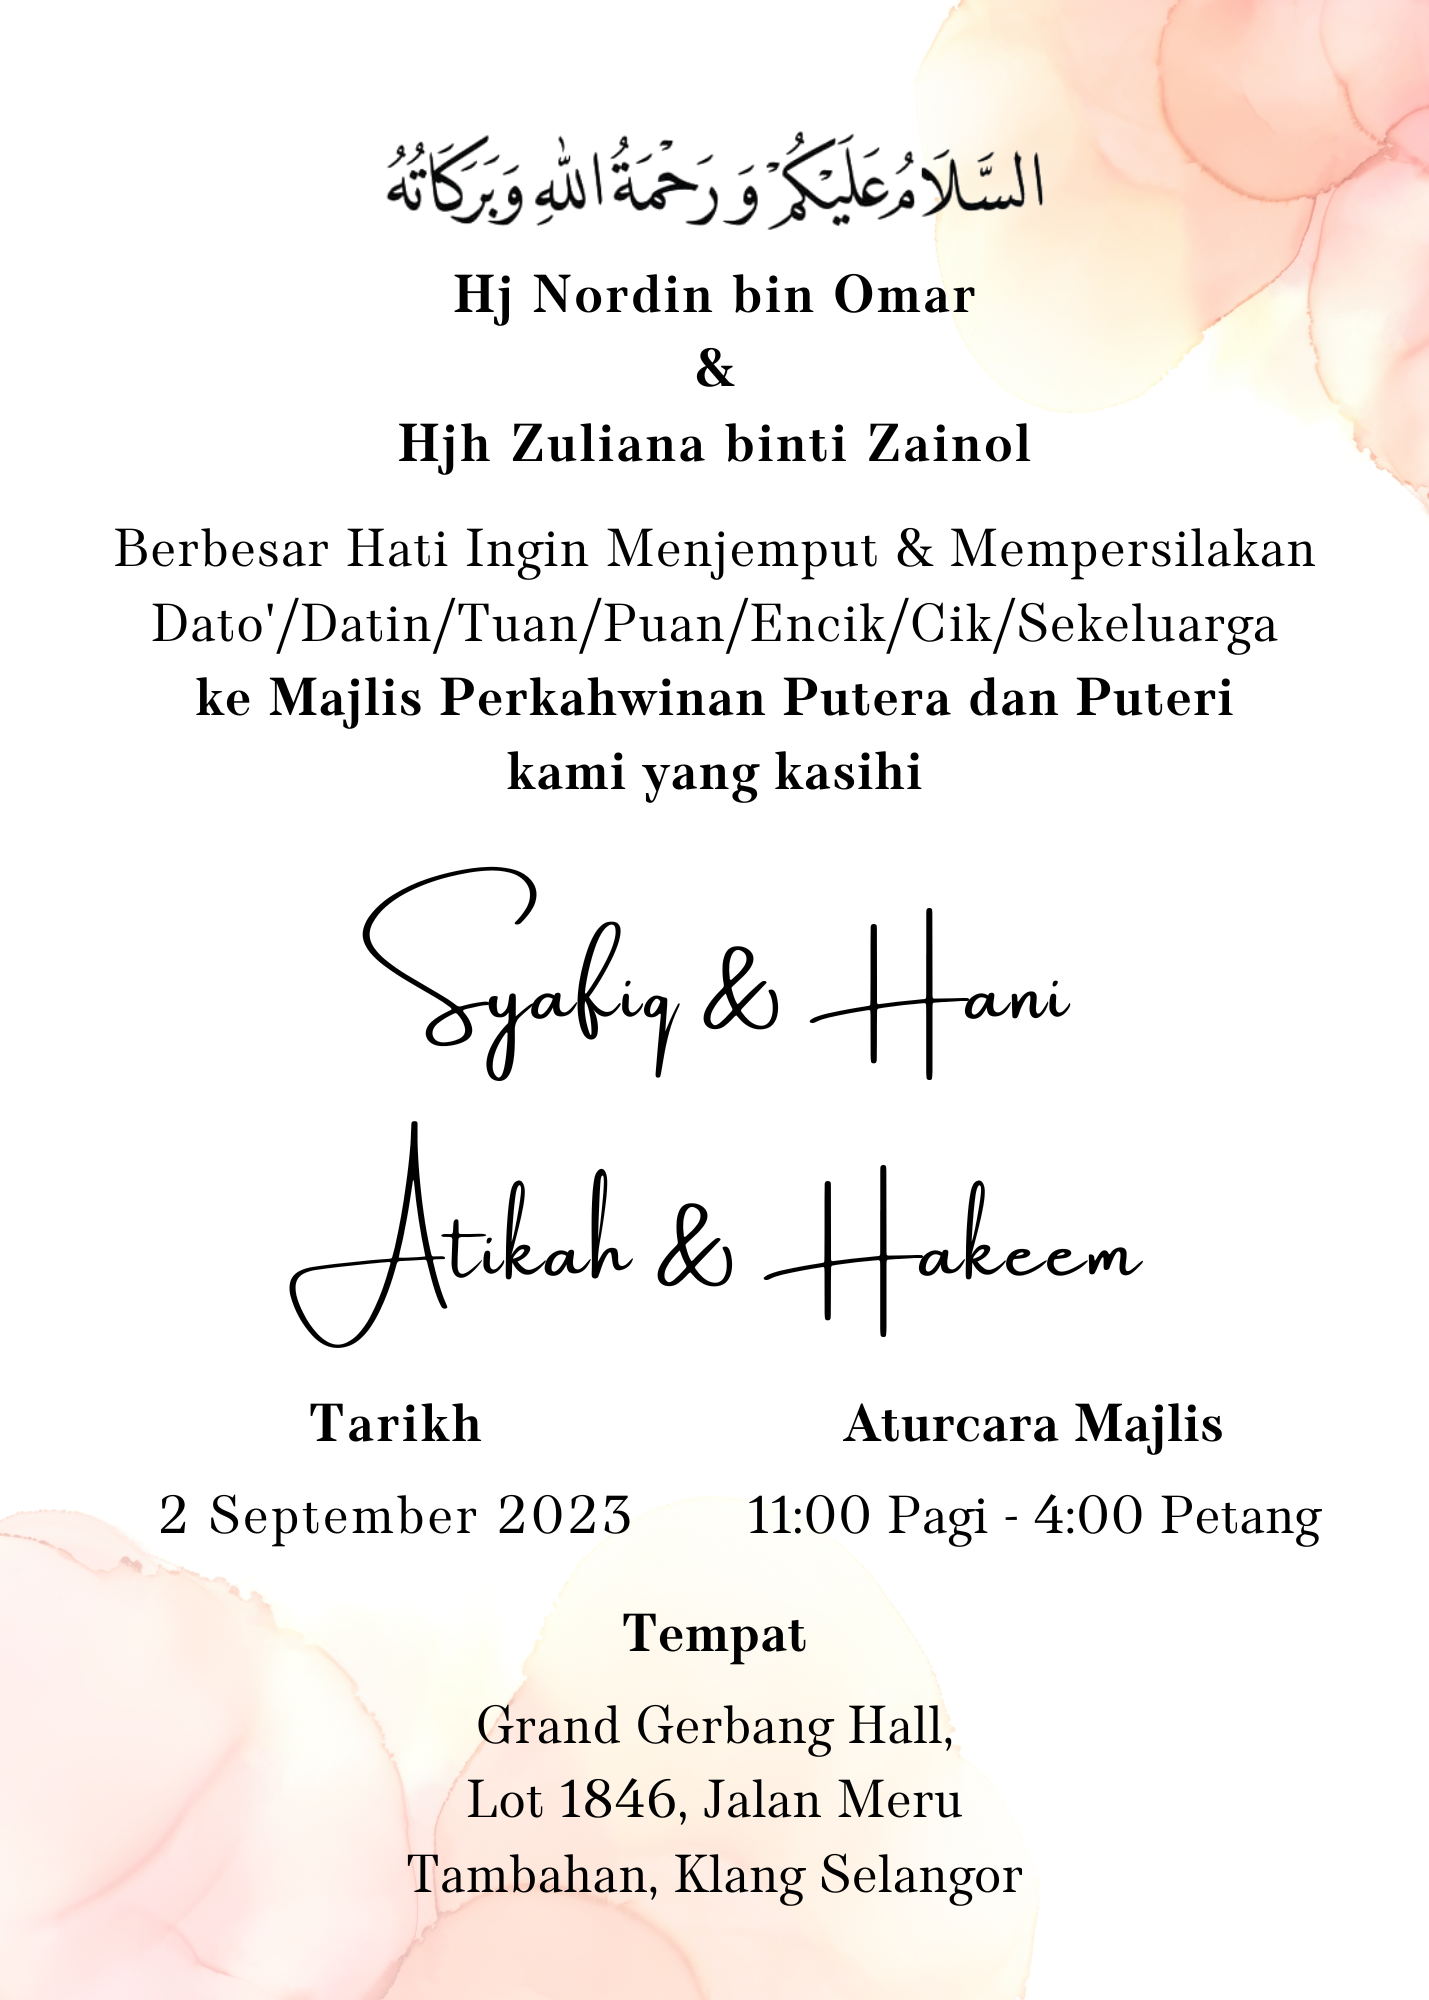 السَّلَامُ عَلَيْكُمْ وَ رَحْمَةُ اللهِ وَبَرَكَاتُهُ
Hj Nordin bin Omar
&
Hjh Zuliana binti Zainol
Berbesar Hati Ingin Menjemput & Mempersilakan
Dato'/Datin/Tuan/Puan/Encik/Cik/Sekeluarga
ke Majlis Perkahwinan Putera dan Puteri
kami yang kasihi
Syafiq & Hani
Atikah & Hakeem
Tarikh
2 September 2023
Aturcara Majlis
11:00 Pagi - 4:00 Petang
Tempat
Grand Gerbang Hall,
Lot 1846, Jalan Meru
Tambahan, Klang Selangor